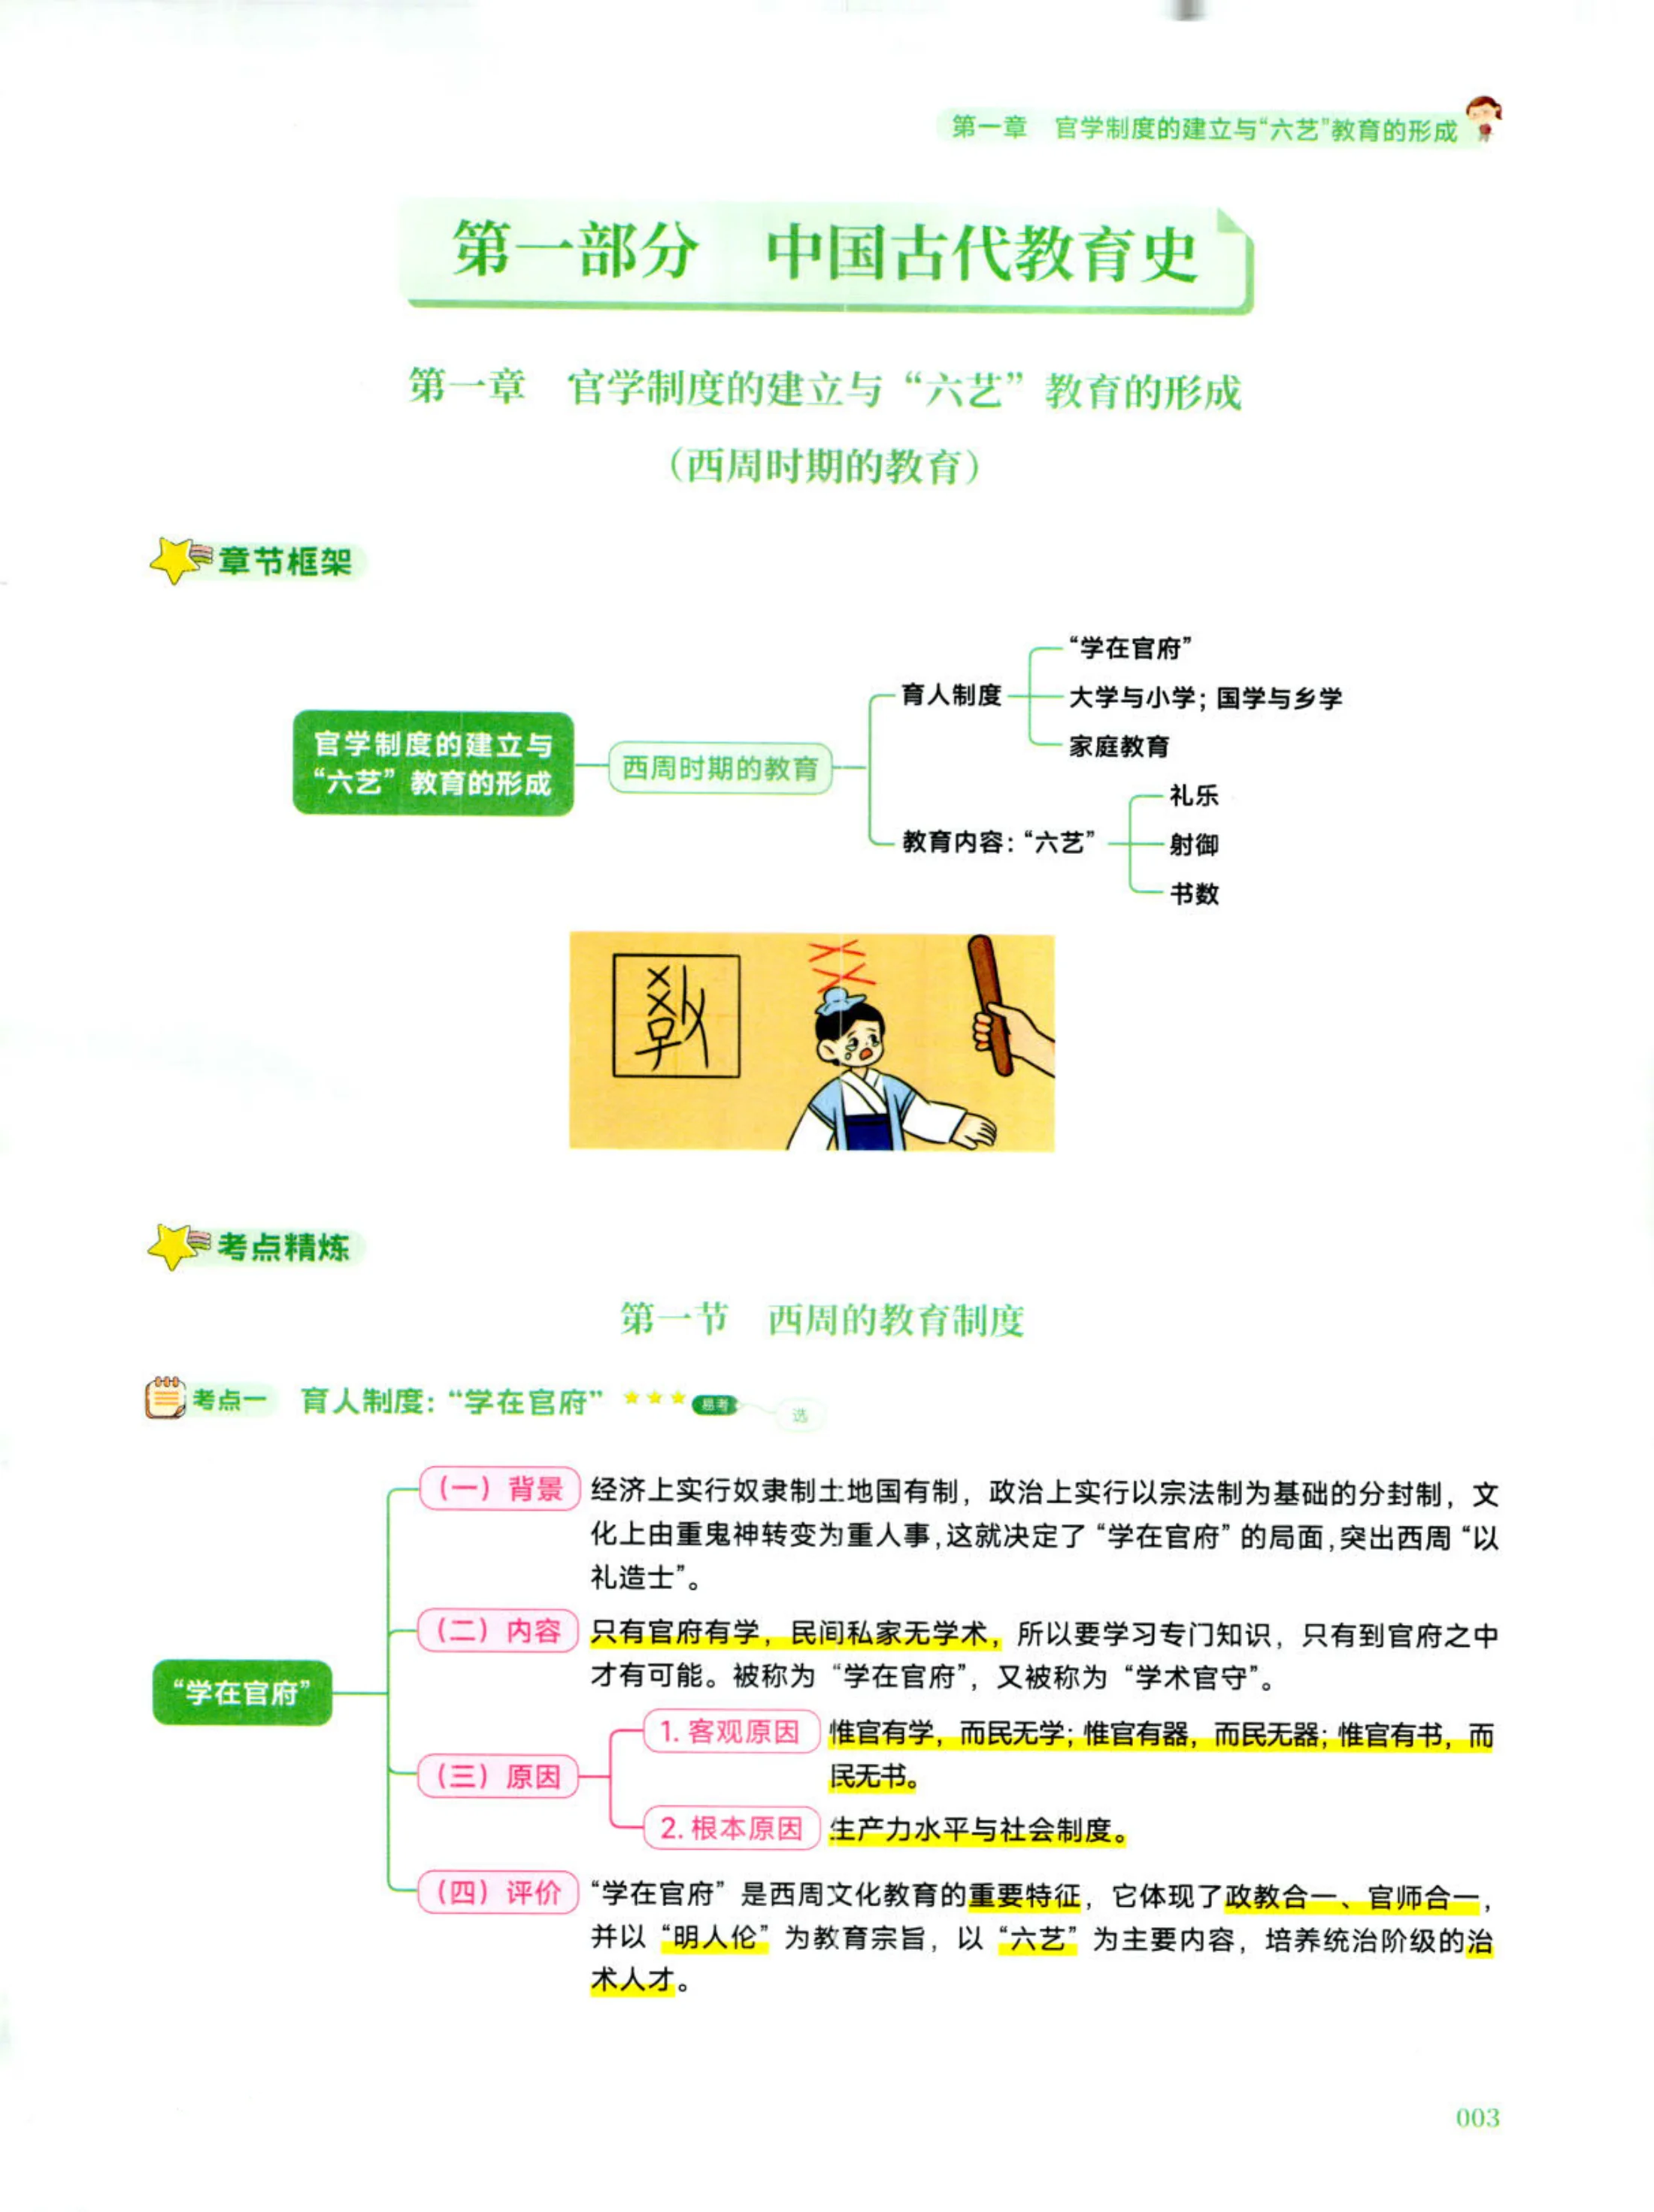 第一章　官学制度的建立与“六艺”教育的形成
第一部分　中国古代教育史
第一章　官学制度的建立与“六艺”教育的形成
（西周时期的教育）
章节框架
官学制度的建立与
“六艺”教育的形成
西周时期的教育
育人制度
“学在官府”
大学与小学；国学与乡学
家庭教育
教育内容：“六艺”
礼乐
射御
书数
考点精炼
第一节　西周的教育制度
考点一　育人制度：“学在官府”　易考　选
“学在官府”
（一）背景
经济上实行奴隶制土地国有制，政治上实行以宗法制为基础的分封制，文
化上由重鬼神转变为重人事，这就决定了“学在官府”的局面，突出西周“以
礼造士”。
（二）内容
只有官府有学，民间私家无学术，所以要学习专门知识，只有到官府之中
才有可能。被称为“学在官府”，又被称为“学术官守”。
（三）原因
1. 客观原因
惟官有学，而民无学；惟官有器，而民无器；惟官有书，而
民无书。
2. 根本原因
生产力水平与社会制度。
（四）评价
“学在官府”是西周文化教育的重要特征，它体现了政教合一、官师合一，
并以“明人伦”为教育宗旨，以“六艺”为主要内容，培养统治阶级的治
术人才。
003